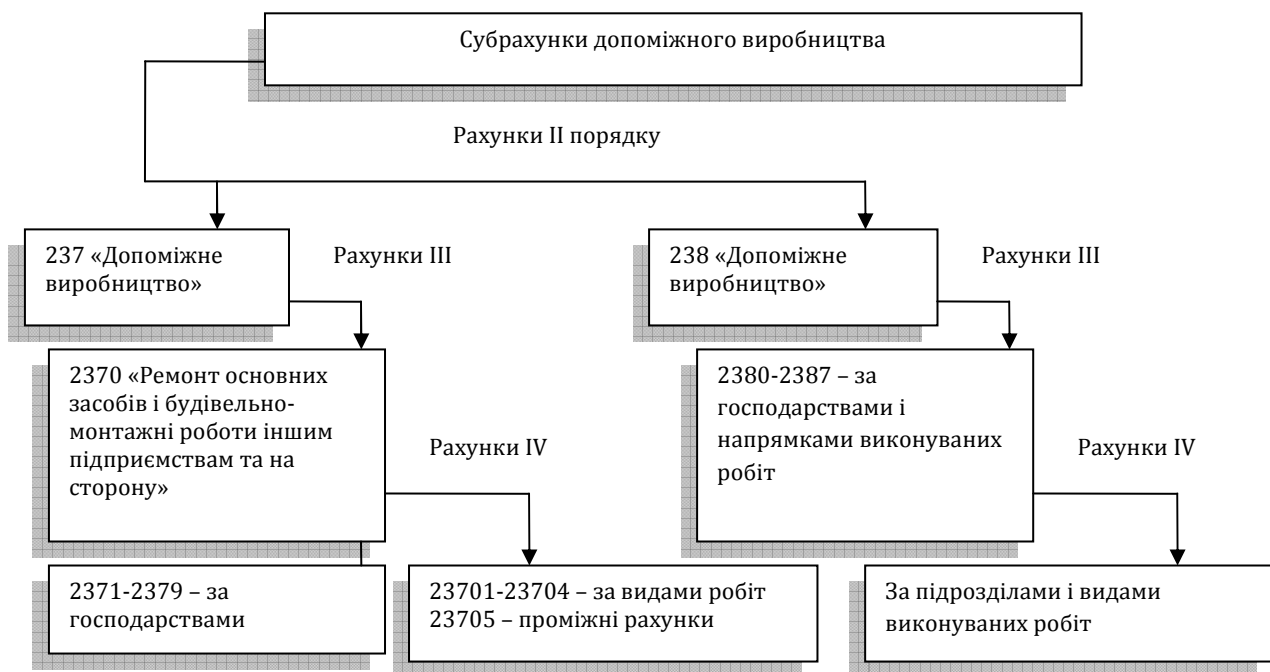 Субрахунки допоміжного виробництва
Рахунки ІІ порядку
237 «Допоміжне
виробництво»
Рахунки ІІІ
238 «Допоміжне
виробництво»
Рахунки ІІІ
2370 «Ремонт основних
засобів і будівельно-
монтажні роботи іншим
підприємствам та на
сторону»
Рахунки IV
2380-2387 – за
господарствами і
напрямками виконуваних
робіт
Рахунки IV
2371-2379 – за
господарствами
23701-23704 – за видами робіт
23705 – проміжні рахунки
За підрозділами і видами
виконуваних робіт